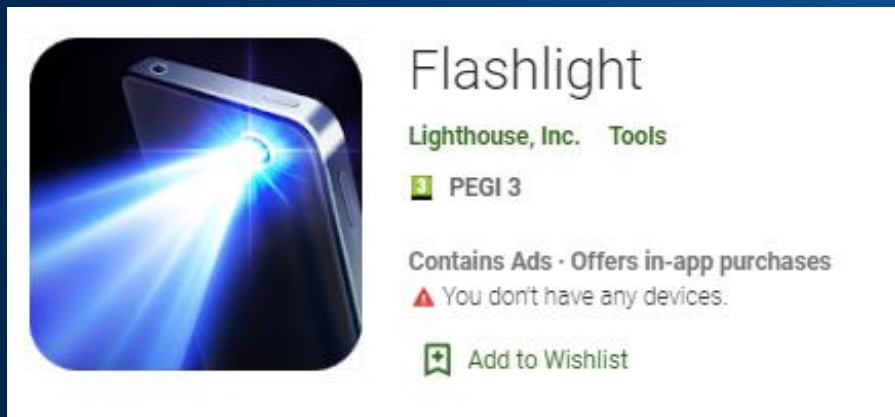 Flashlight
Lighthouse, Inc. Tools
3 PEGI 3
Contains Ads · Offers in-app purchases
You don't have any devices.
Add to Wishlist